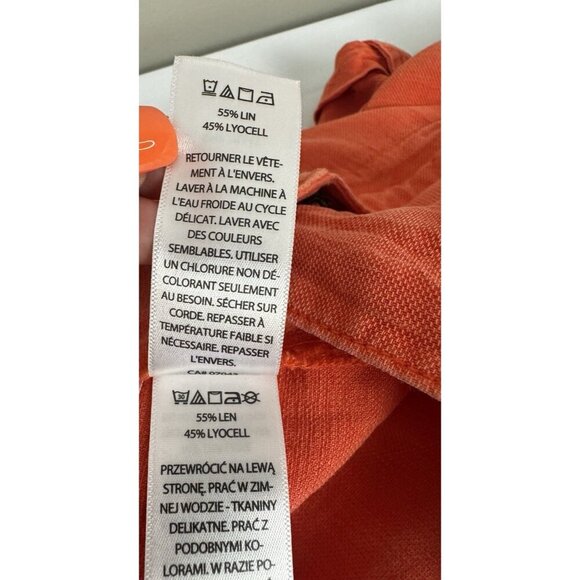 55% LIN
45% LYOCELL
RETOURNER LE VÊTE-
MENT À L'ENVERS.
LAVER À LA MACHINE À
L'EAU FROIDE AU CYCLE
DÉLICAT. LAVER AVEC
DES COULEURS
SEMBLABLES. UTILISER
UN CHLORURE NON DÉ-
COLORANT SEULEMENT
AU BESOIN. SÉCHER SUR
CORDE. REPASSER À
TEMPÉRATURE FAIBLE SI
NÉCESSAIRE. REPASSER
L'ENVERS.
55% LEN
45% LYOCELL
PRZEWRÓCIĆ NA LEWĄ
STRONĘ. PRAĆ W ZIM-
NEJ WODZIE - TKANINY
DELIKATNE. PRAĆ Z
PODOBNYMI KO-
LORAMI. W RAZIE PO-